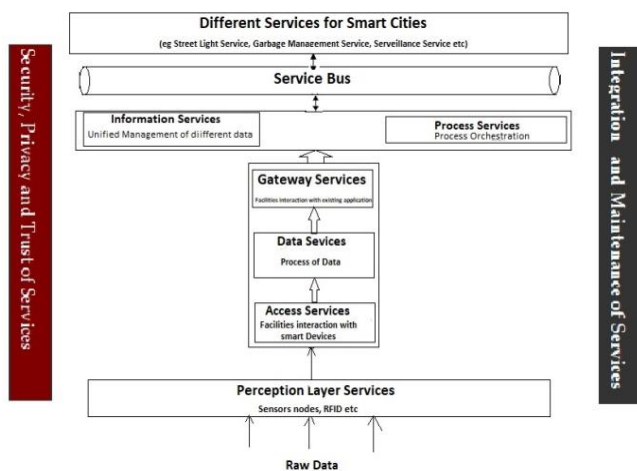 Different Services for Smart Cities
(eg Street Light Service, Garbage Management Service, Serveillance Service etc)
Service Bus
Information Services
Unified Management of diifferent data
Process Services
Process Orchestration
Gateway Services
Facilities interaction with existing application
Data Sevices
Process of Data
Access Services
Facilities interaction with
smart Devices
Perception Layer Services
Sensors nodes, RFID etc
Raw Data
Security, Privacy and Trust of Services
Integration and Maintenance of Services